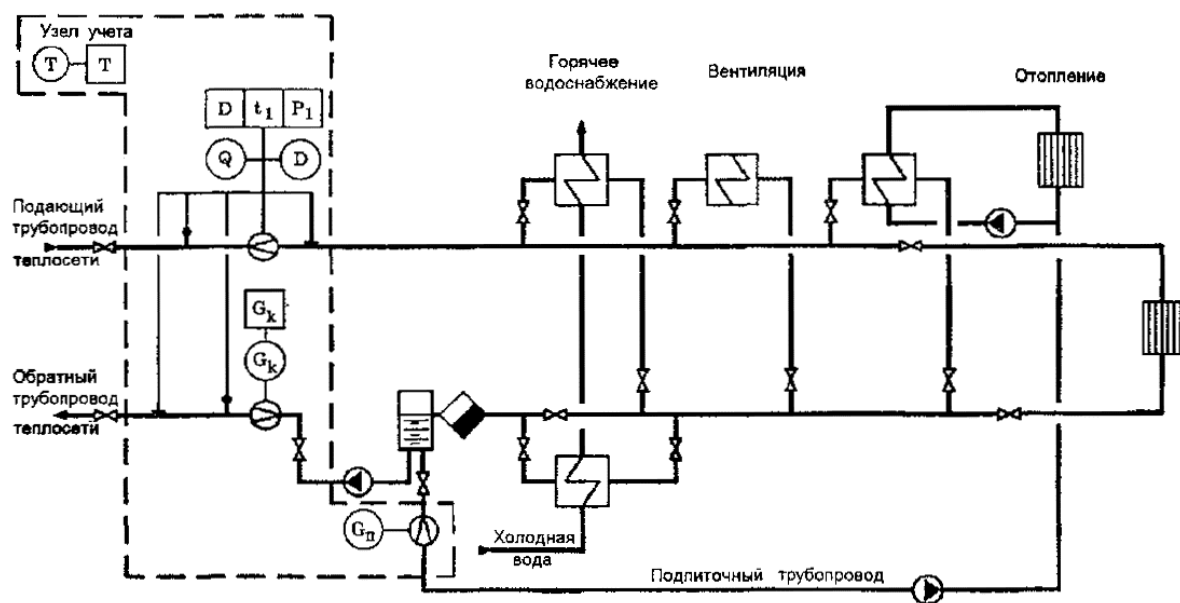 Узел учета
T T
D t1 P1
Q D
Горячее
водоснабжение
Вентиляция
Отопление
Подающий
трубопровод
теплосети
Gk
Gk
Обратный
трубопровод
теплосети
Gп
Холодная
вода
Подлиточный трубопровод